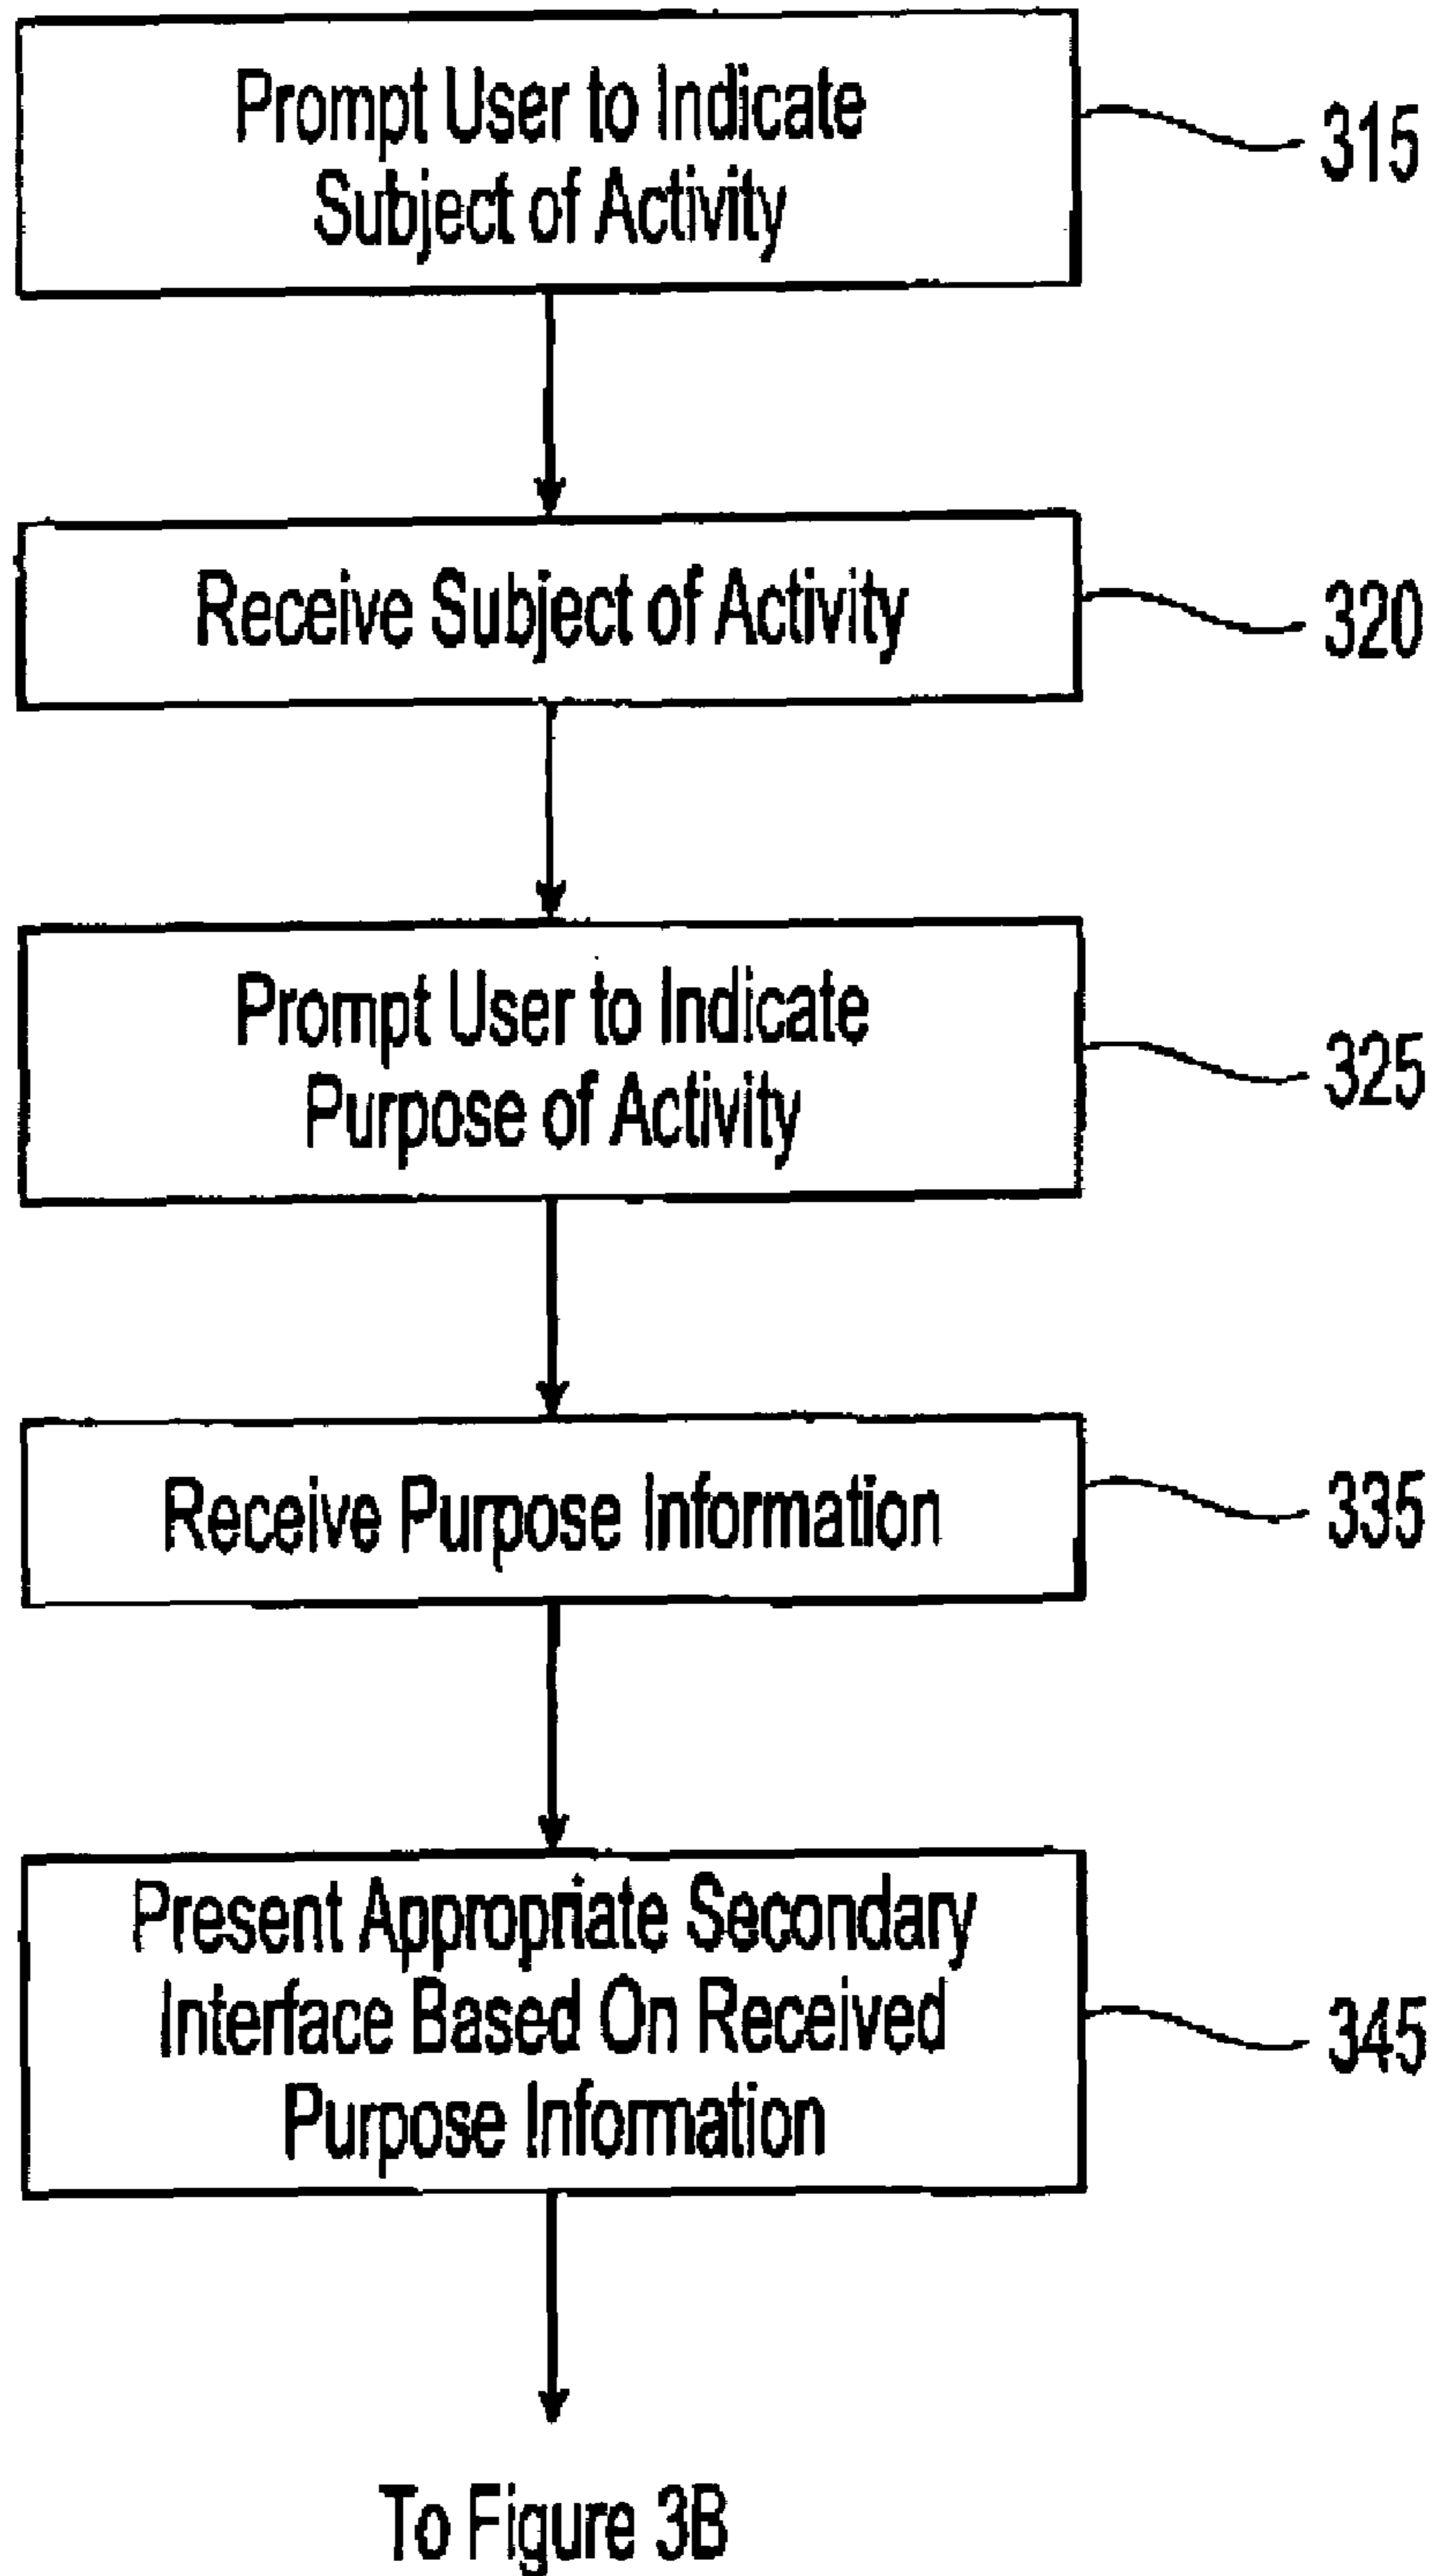 Prompt User to Indicate
Subject of Activity
315
Receive Subject of Activity
320
Prompt User to Indicate
Purpose of Activity
325
Receive Purpose Information
335
Present Appropriate Secondary
Interface Based On Received
Purpose Information
345
To Figure 3B